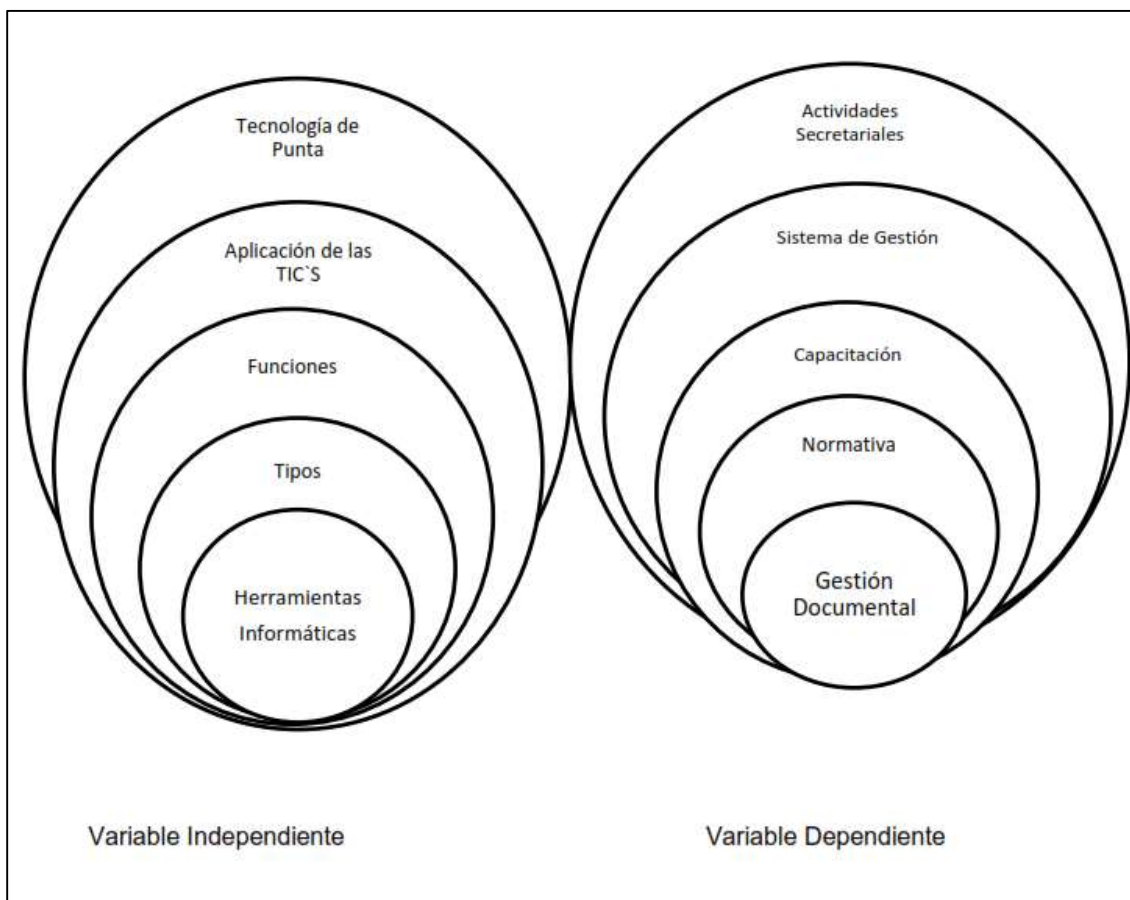 Tecnología de
Punta
Aplicación de las
TIC`S
Funciones
Tipos
Herramientas
Informáticas
Actividades
Secretariales
Sistema de Gestión
Capacitación
Normativa
Gestión
Documental
Variable Independiente
Variable Dependiente